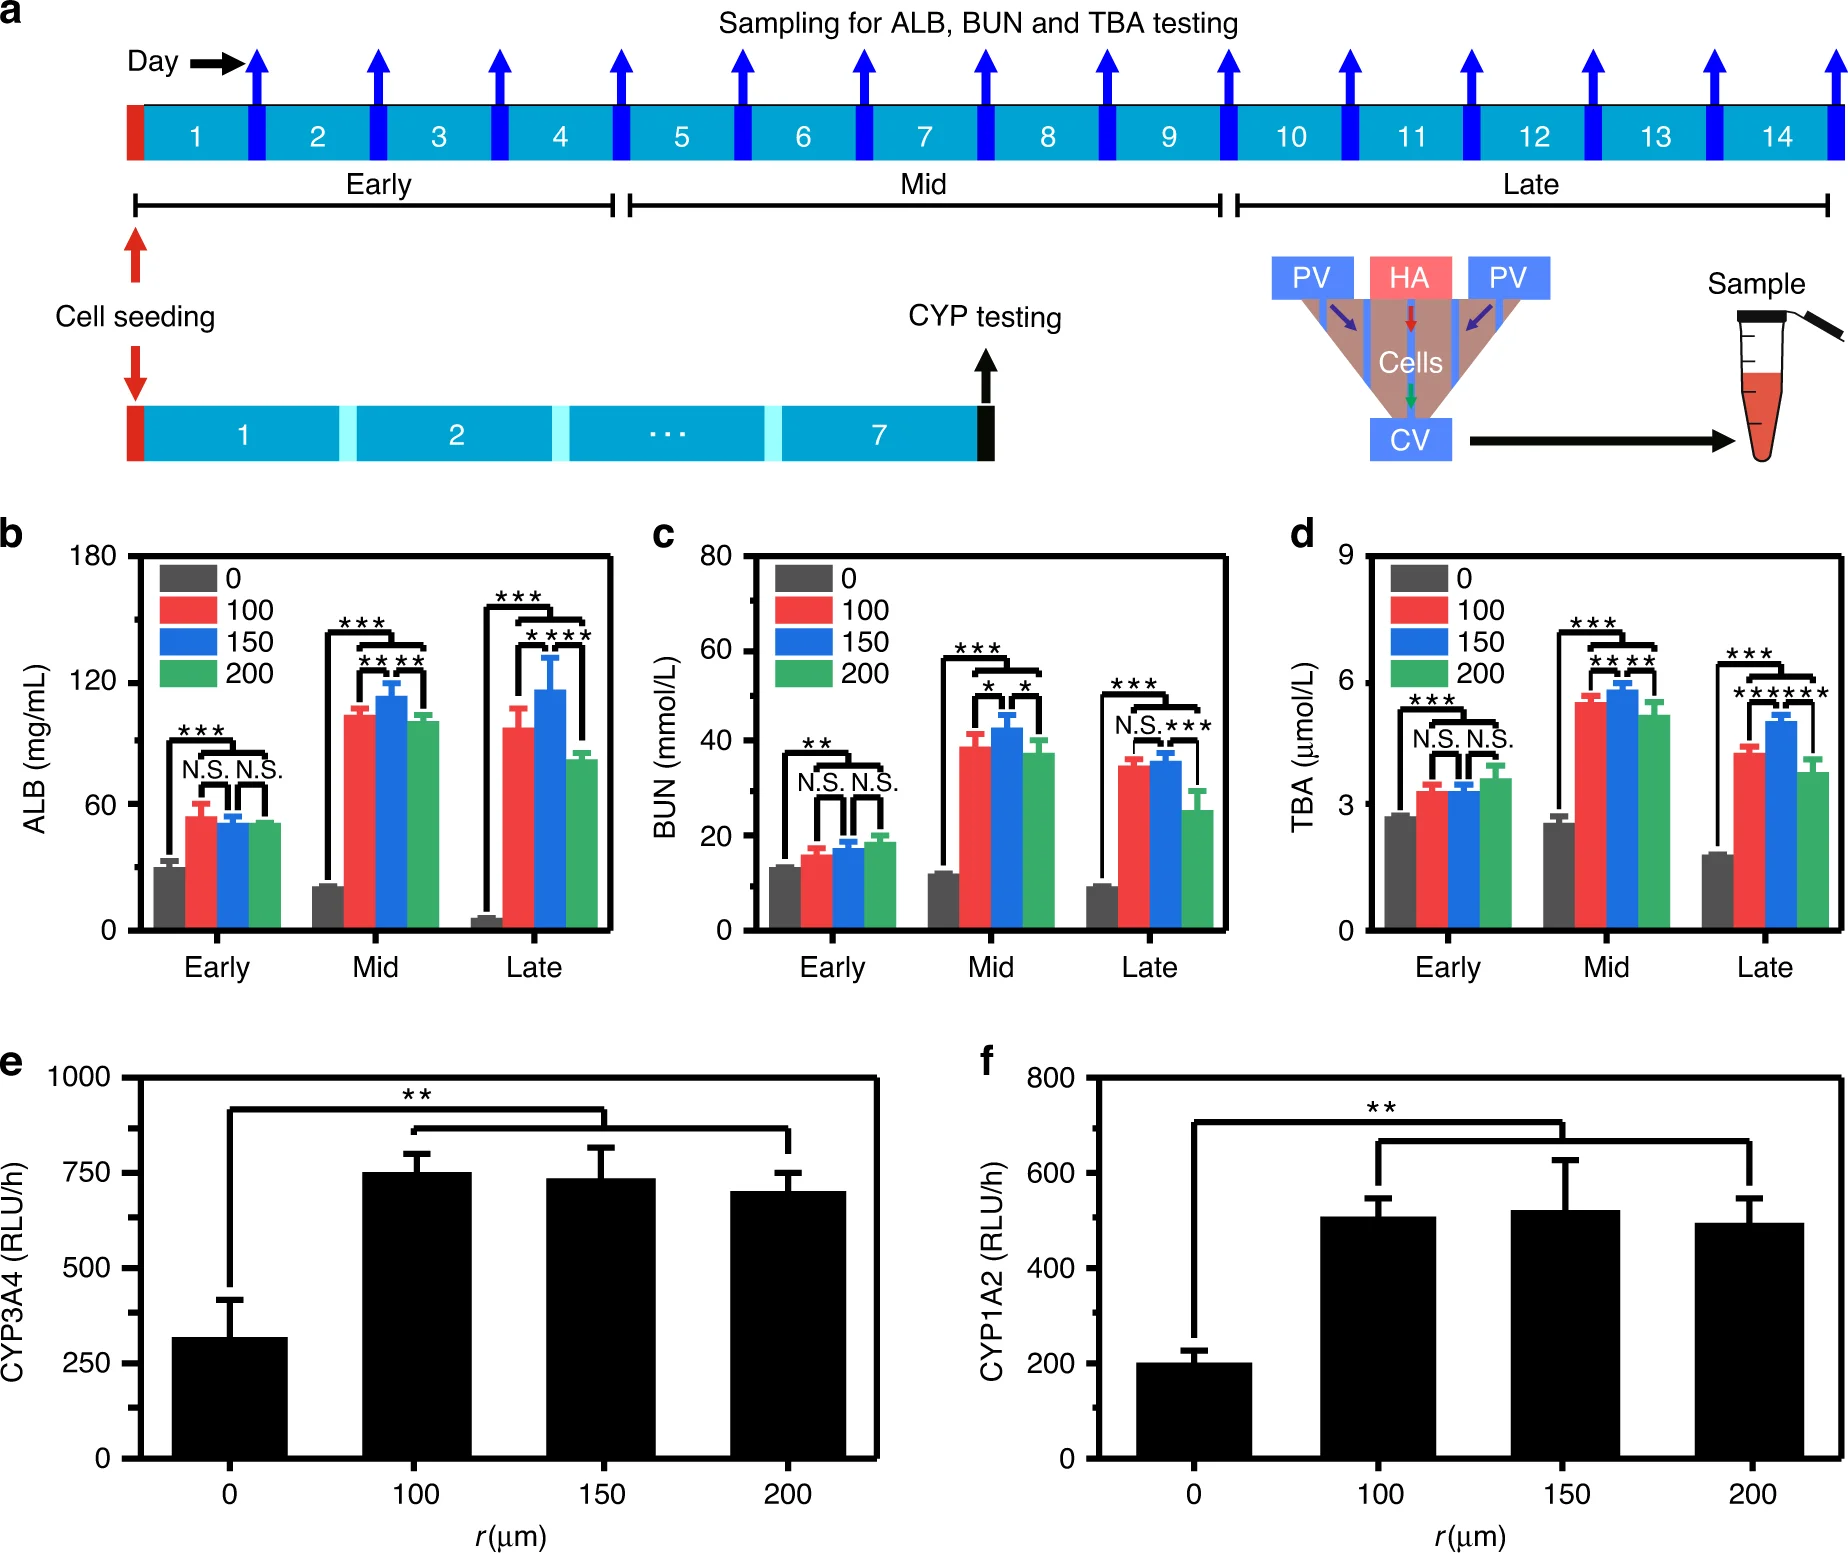 a
Sampling for ALB, BUN and TBA testing
Day
1 2 3 4 5 6 7 8 9 10 11 12 13 14
Early Mid Late
Cell seeding
CYP testing
1 2 ... 7
PV HA PV
Cells
CV
Sample
b
ALB (mg/mL)
180
120
60
0
0
100
150
200
***
N.S. N.S.
***
** **
***
* ***
Early Mid Late
c
BUN (mmol/L)
80
60
40
20
0
0
100
150
200
**
N.S. N.S.
***
* *
***
N.S. ***
Early Mid Late
d
TBA (μmol/L)
9
6
3
0
0
100
150
200
***
N.S. N.S.
***
** **
***
*** ***
Early Mid Late
e
CYP3A4 (RLU/h)
1000
750
500
250
0
**
0 100 150 200
r(μm)
f
CYP1A2 (RLU/h)
800
600
400
200
0
**
0 100 150 200
r(μm)